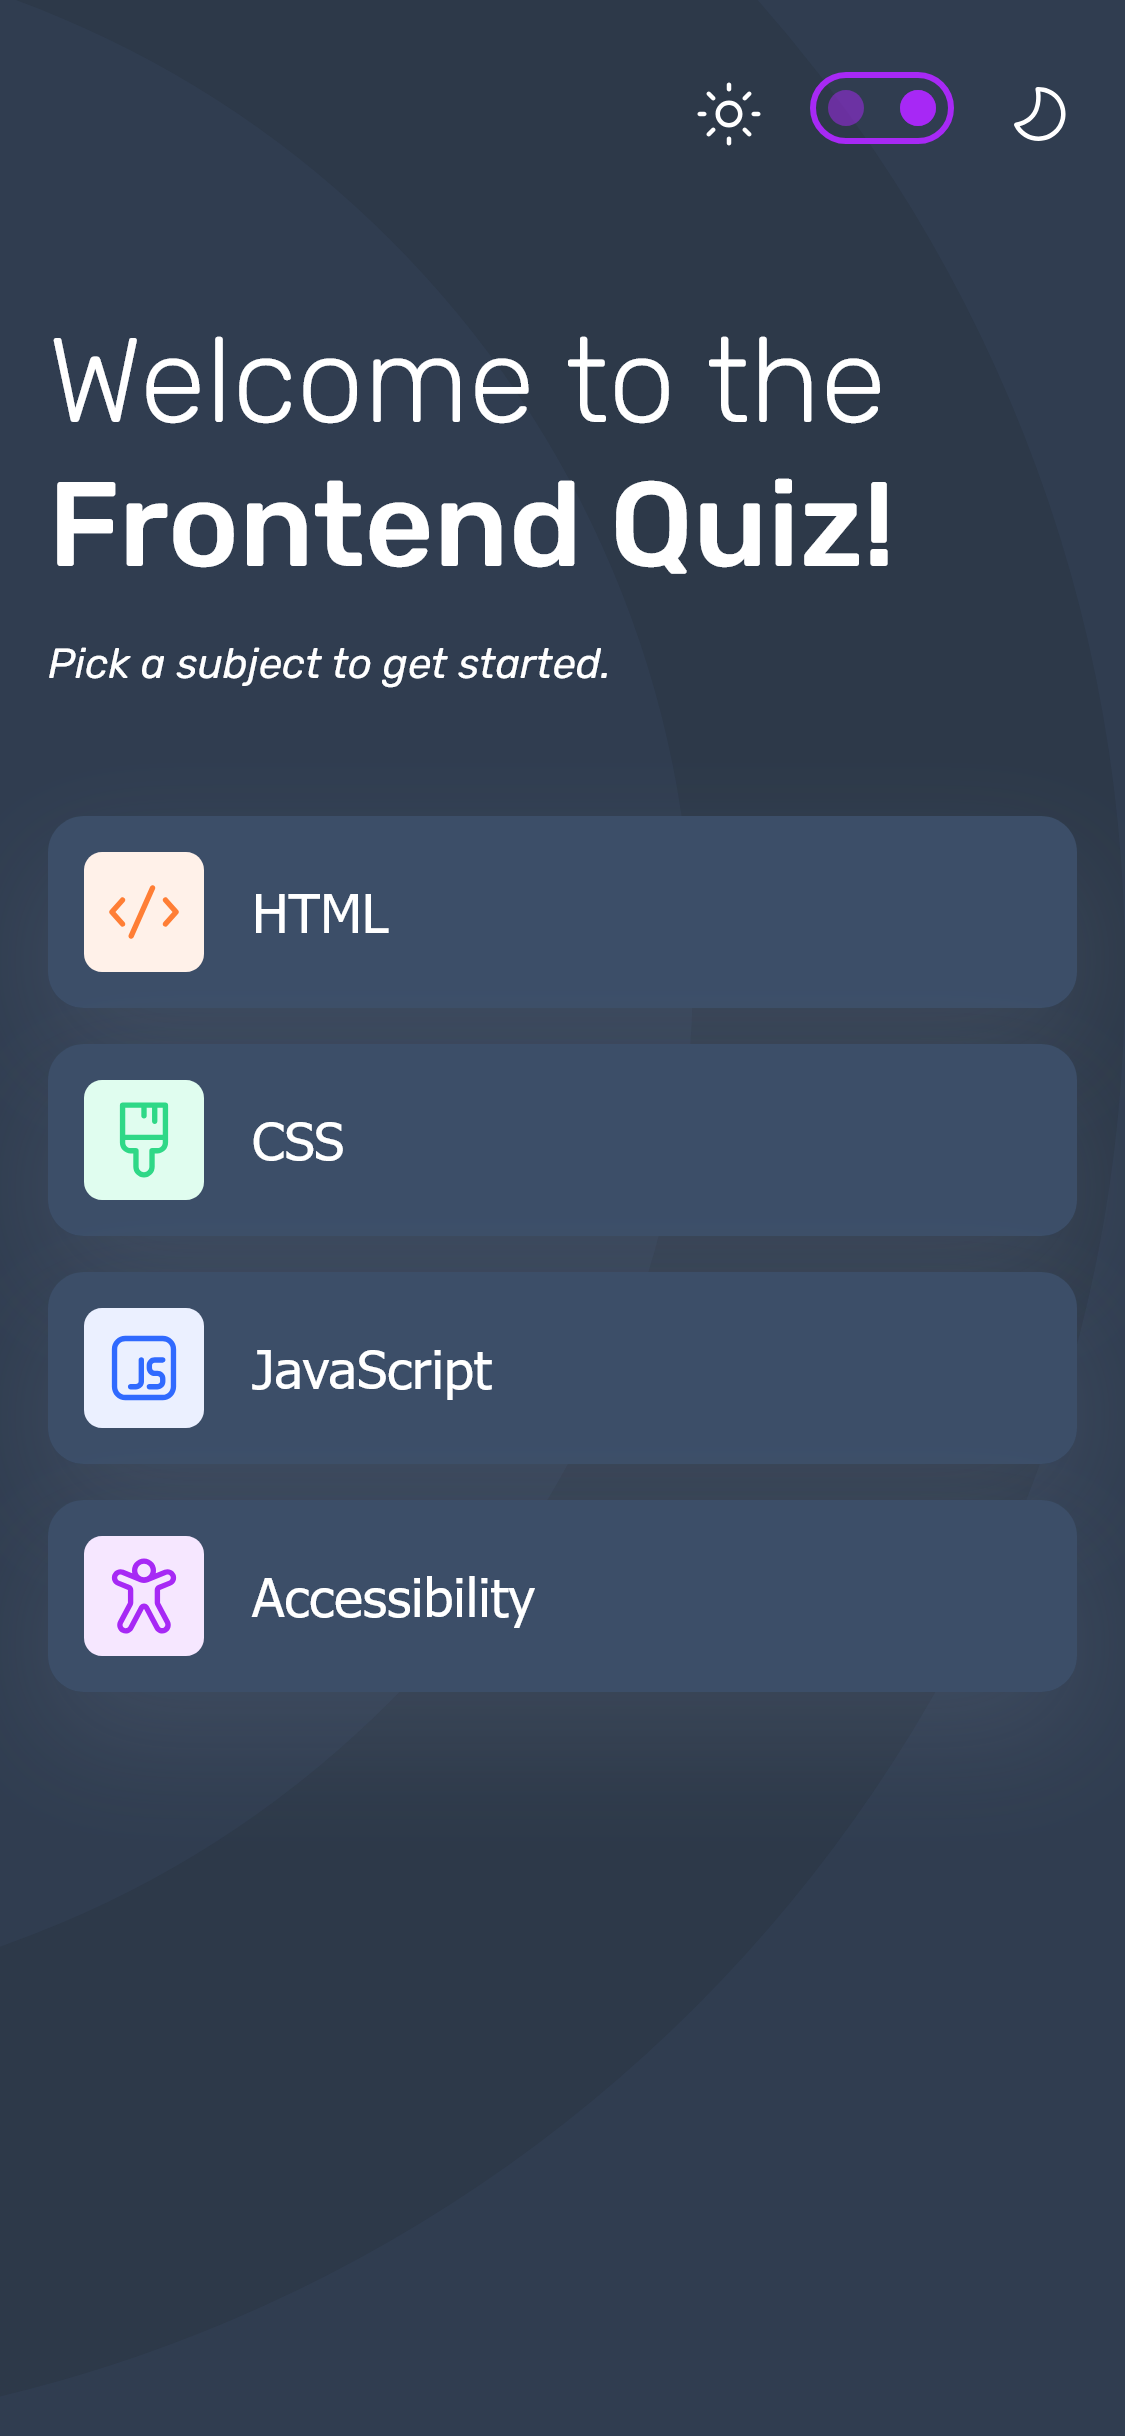 Welcome to the
Frontend Quiz!
Pick a subject to get started.
HTML
CSS
JS
JavaScript
Accessibility